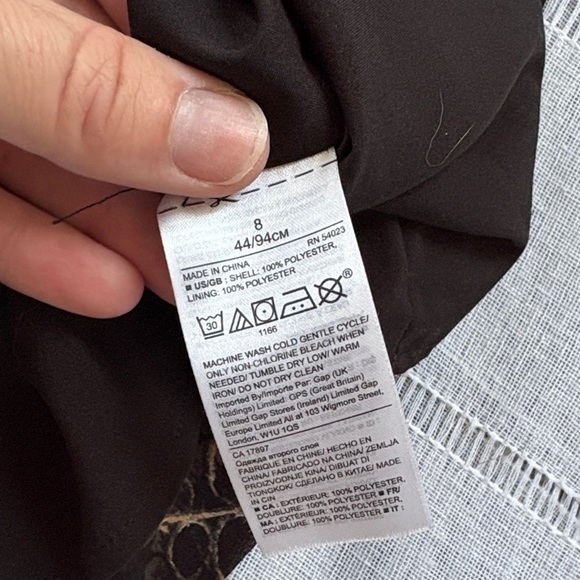 8
44/94CM
RN 54023
MADE IN CHINA
■ US/GB : SHELL: 100% POLYESTER,
LINING: 100% POLYESTER
30
1166
®
MACHINE WASH COLD GENTLE CYCLE/
ONLY NON-CHLORINE BLEACH WHEN
NEEDED/ TUMBLE DRY LOW/ WARM
IRON/ DO NOT DRY CLEAN
Imported By/Importe Par: Gap (UK
Holdings) Limited GPS (Great Britain)
Limited Gap Stores (Ireland) Limited Gap
Europe Limited All at 103 Wigmore Street,
London, W1U 1QS
CA 17897
Одежда второго слоя
FABRIQUE EN CHINE/ HECHO EN
CHINA/ FABRICADO NA CHINA/ ZEMLJA
PROIZVODNJE KINA/ DIBUAT DI
TIONGKOK/ СДЕЛАНО В КИТАЕ/ MADE
IN CIN
■ CA : EXTÉRIEUR: 100% POLYESTER,
DOUBLURE: 100% POLYESTER ■ FR/
MA : EXTÉRIEUR: 100% POLYESTER,
DOUBLURE: 100% POLYESTER ■ IT :